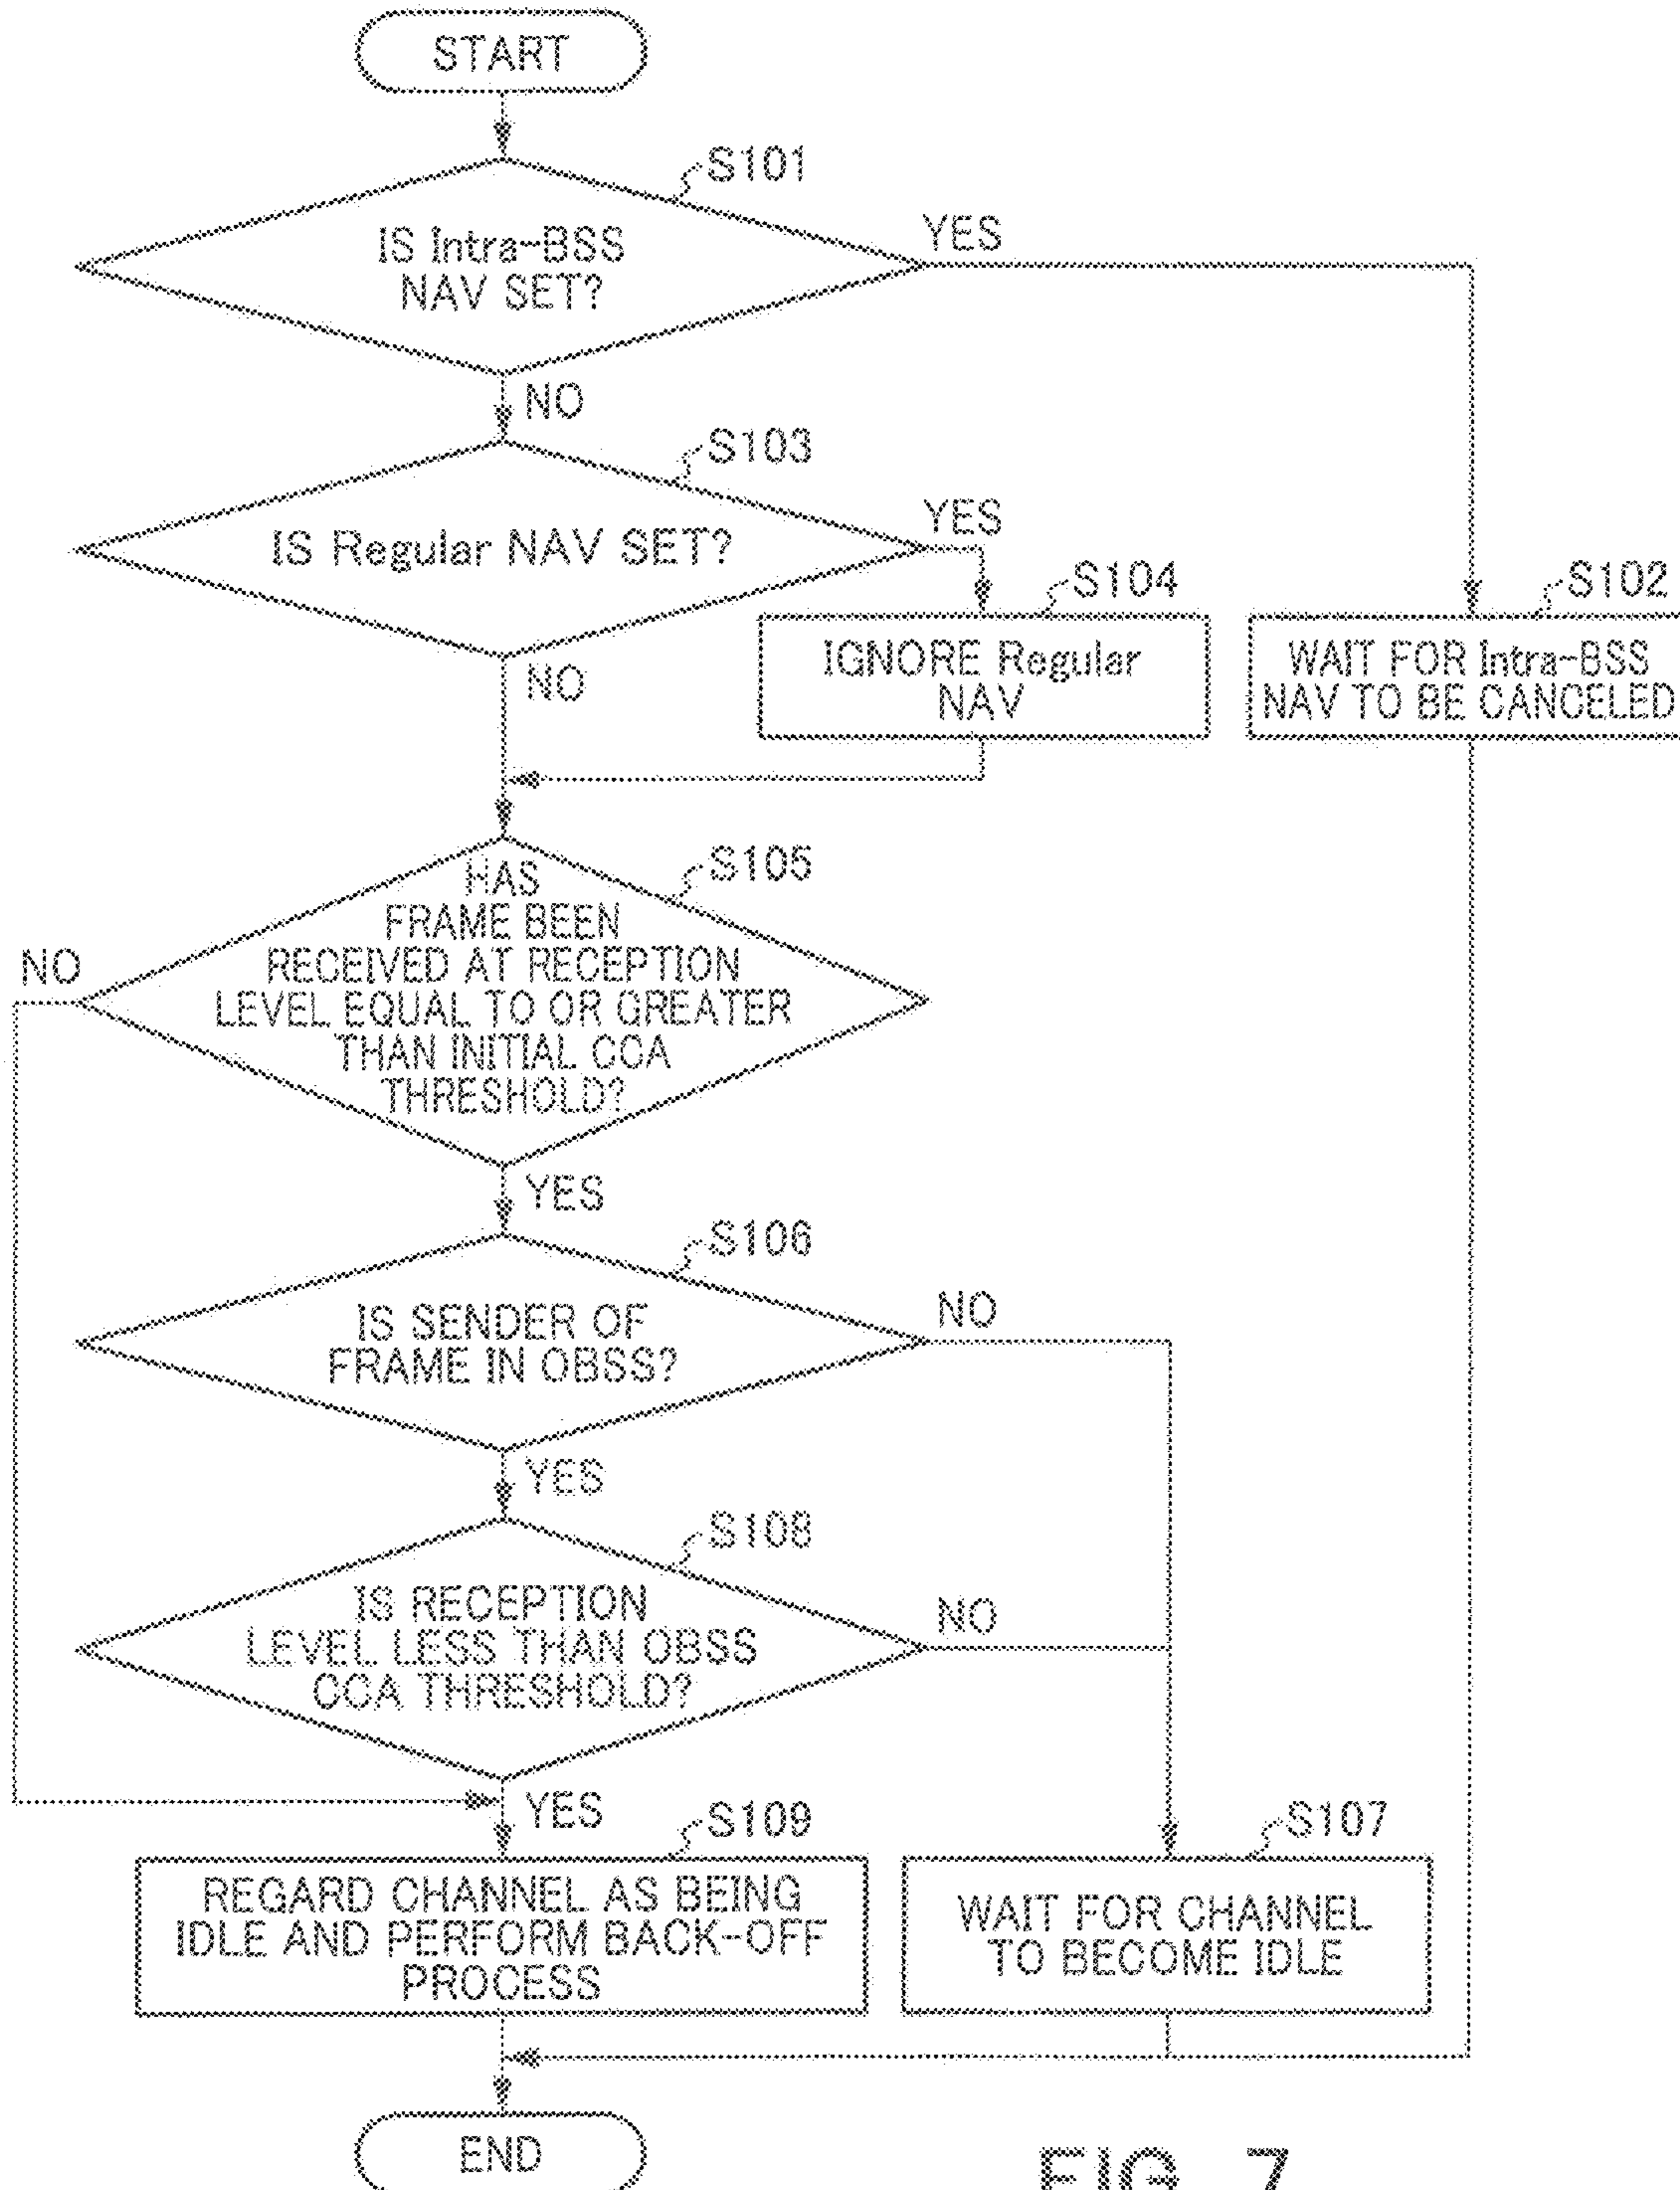 START
S101
IS Intra-BSS
NAV SET?
YES
NO
S103
IS Regular NAV SET?
YES
NO
S104
IGNORE Regular
NAV
S102
WAIT FOR Intra-BSS
NAV TO BE CANCELED
S105
HAS
FRAME BEEN
RECEIVED AT RECEPTION
LEVEL EQUAL TO OR GREATER
THAN INITIAL CCA
THRESHOLD?
NO
YES
S106
IS SENDER OF
FRAME IN OBSS?
NO
YES
S108
IS RECEPTION
LEVEL LESS THAN OBSS
CCA THRESHOLD?
NO
YES
S109
REGARD CHANNEL AS BEING
IDLE AND PERFORM BACK-OFF
PROCESS
S107
WAIT FOR CHANNEL
TO BECOME IDLE
END
FIG. 7